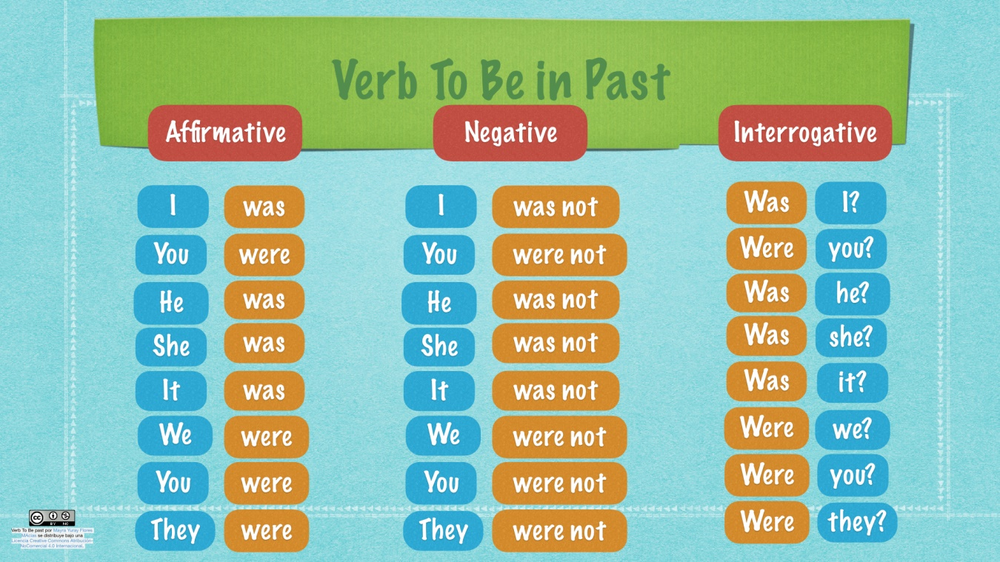 Verb To Be in Past
Affirmative Negative Interrogative
I was I was not Was I?
You were You were not Were you?
He was He was not Was he?
She was She was not Was she?
It was It was not Was it?
We were We were not Were we?
You were You were not Were you?
They were They were not Were they?
cc BY NC
Verb To Be past por Mayra Yuray Flores
MAcias se distribuye bajo una
Licencia Creative Commons Atribucion-
NoComercial 4.0 Internacional.